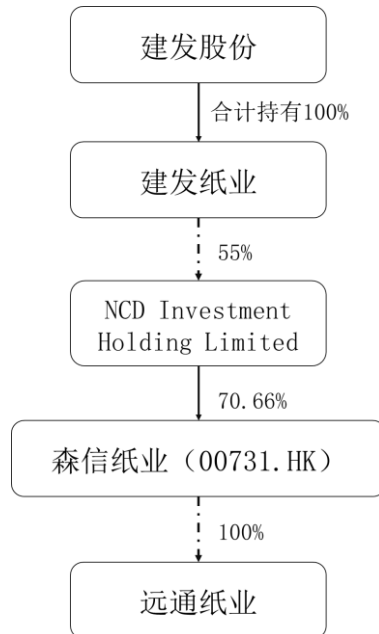 建发股份
合计持有100%
建发纸业
55%
NCD Investment
Holding Limited
70.66%
森信纸业（00731.HK）
100%
远通纸业